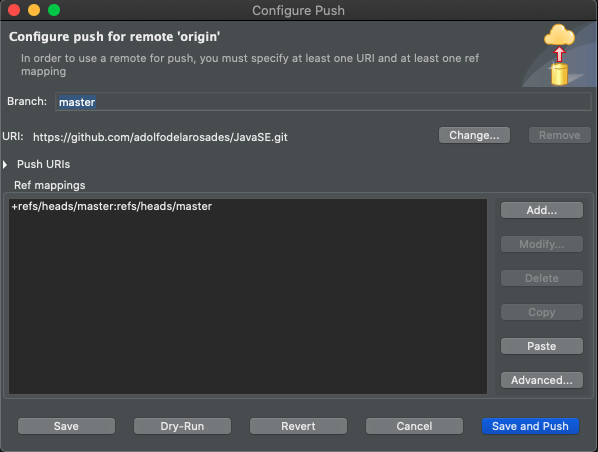 Configure Push
Configure push for remote 'origin'
In order to use a remote for push, you must specify at least one URI and at least one ref
mapping
Branch: master
URI: https://github.com/adolfodelarosades/JavaSE.git Change... Remove
Push URIs
Ref mappings
+refs/heads/master:refs/heads/master
Add...
Modify...
Delete
Copy
Paste
Advanced...
Save Dry-Run Revert Cancel Save and Push